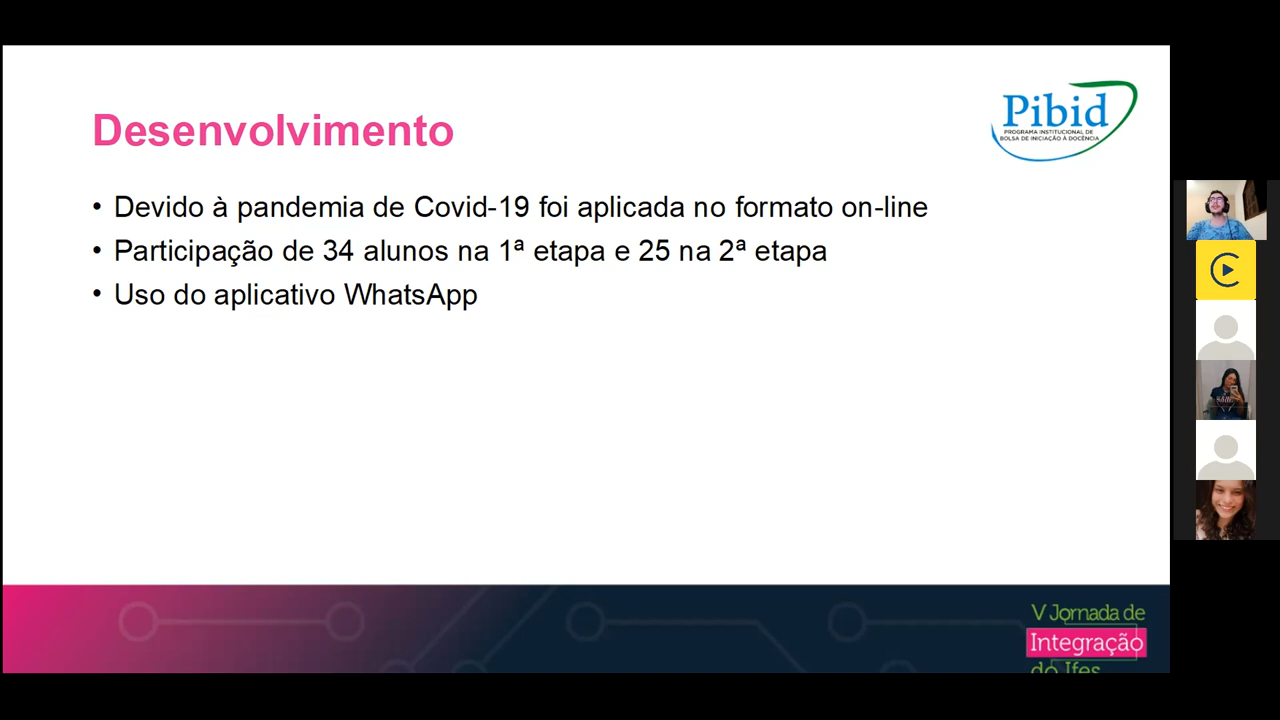 Desenvolvimento
Pibid
PROGRAMA INSTITUCIONAL DE
BOLSA DE INICIAÇÃO À DOCÊNCIA
• Devido à pandemia de Covid-19 foi aplicada no formato on-line
• Participação de 34 alunos na 1ª etapa e 25 na 2ª etapa
• Uso do aplicativo WhatsApp
V Jornada de
Integração
do Ifes